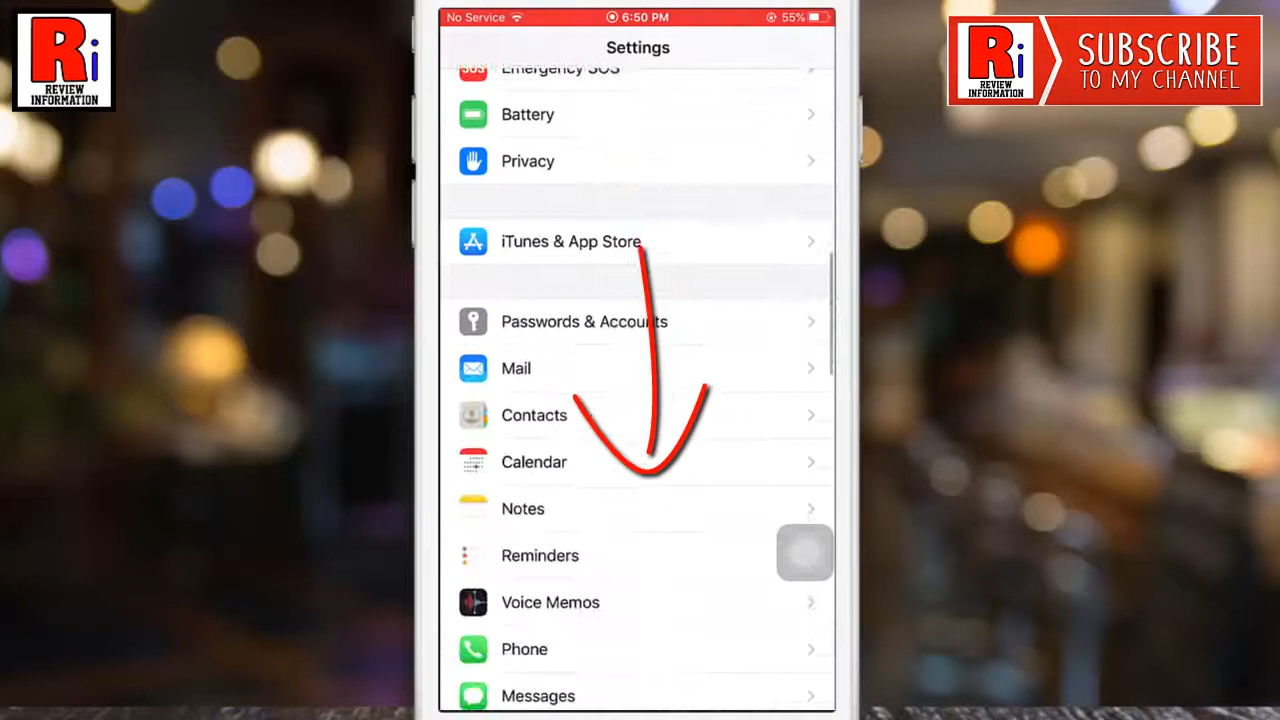 Ri
REVIEW
INFORMATION
No Service
6:50 PM
55%
Settings
Emergency SOS
Battery
Privacy
iTunes & App Store
Passwords & Accounts
Mail
Contacts
Calendar
Notes
Reminders
Voice Memos
Phone
Messages
Ri
REVIEW
INFORMATION
SUBSCRIBE
TO MY CHANNEL